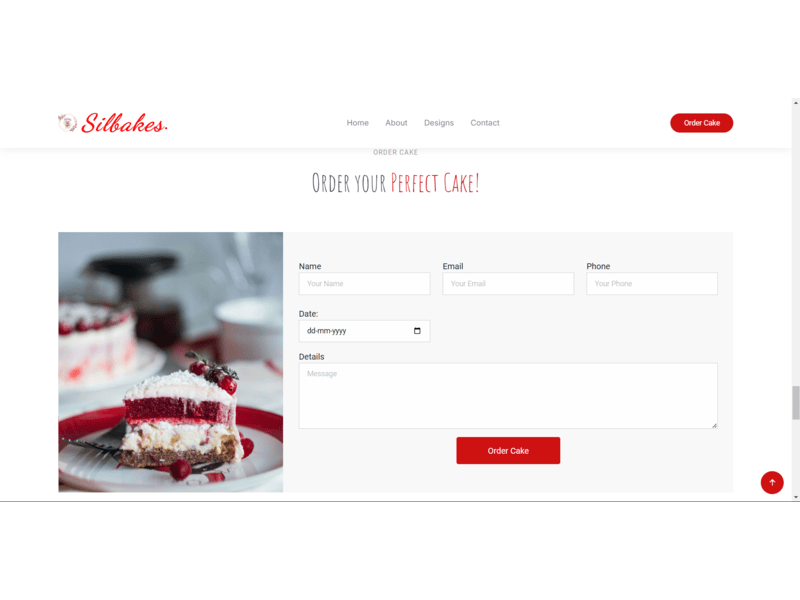 Silbakes.
Home About Designs Contact
Order Cake
ORDER CAKE
Order your Perfect Cake!
Name Email Phone
Your Name Your Email Your Phone
Date:
dd-mm-yyyy
Details
Message
Order Cake